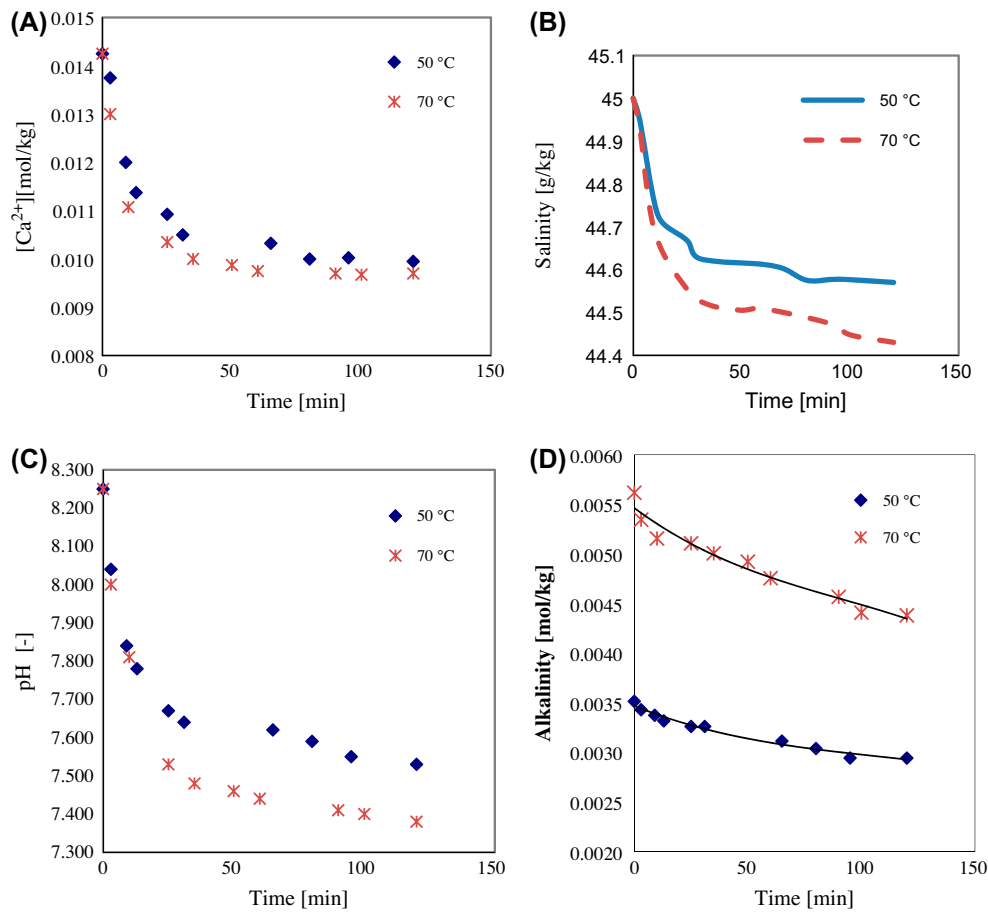 (A)
0.015
0.014
0.013
0.012
0.011
0.010
0.009
0.008
[Ca²⁺][mol/kg]
50 °C
70 °C
0
50
100
150
Time [min]
(B)
45.1
45
44.9
44.8
44.7
44.6
44.5
44.4
Salinity [g/kg]
50 °C
70 °C
0
50
100
150
Time [min]
(C)
8.300
8.200
8.100
8.000
7.900
7.800
7.700
7.600
7.500
7.400
7.300
pH [-]
50 °C
70 °C
0
50
100
150
Time [min]
(D)
0.0060
0.0055
0.0050
0.0045
0.0040
0.0035
0.0030
0.0025
0.0020
Alkalinity [mol/kg]
50 °C
70 °C
0
50
100
150
Time [min]